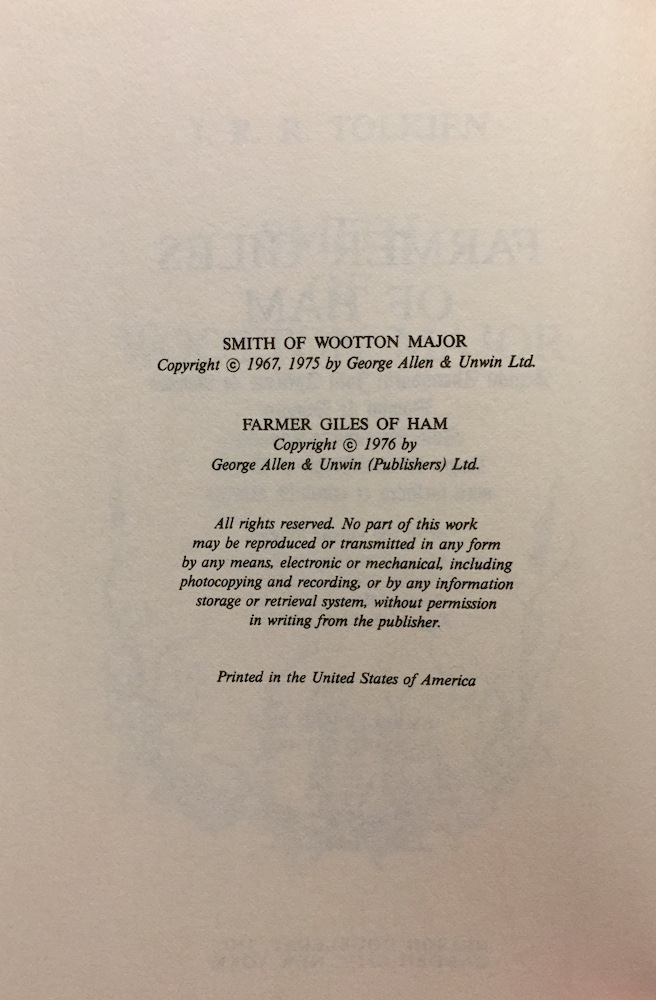 SMITH OF WOOTTON MAJOR
Copyright © 1967, 1975 by George Allen & Unwin Ltd.
FARMER GILES OF HAM
Copyright © 1976 by
George Allen & Unwin (Publishers) Ltd.
All rights reserved. No part of this work
may be reproduced or transmitted in any form
by any means, electronic or mechanical, including
photocopying and recording, or by any information
storage or retrieval system, without permission
in writing from the publisher.
Printed in the United States of America